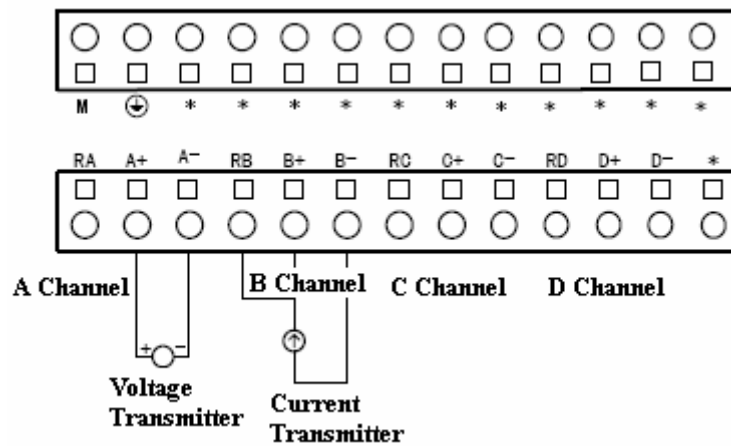 M * * * * * * * * * * *
RA A+ A- RB B+ B- RC C+ C- RD D+ D- *
A Channel B Channel C Channel D Channel
+ -
Voltage
Transmitter
Current
Transmitter